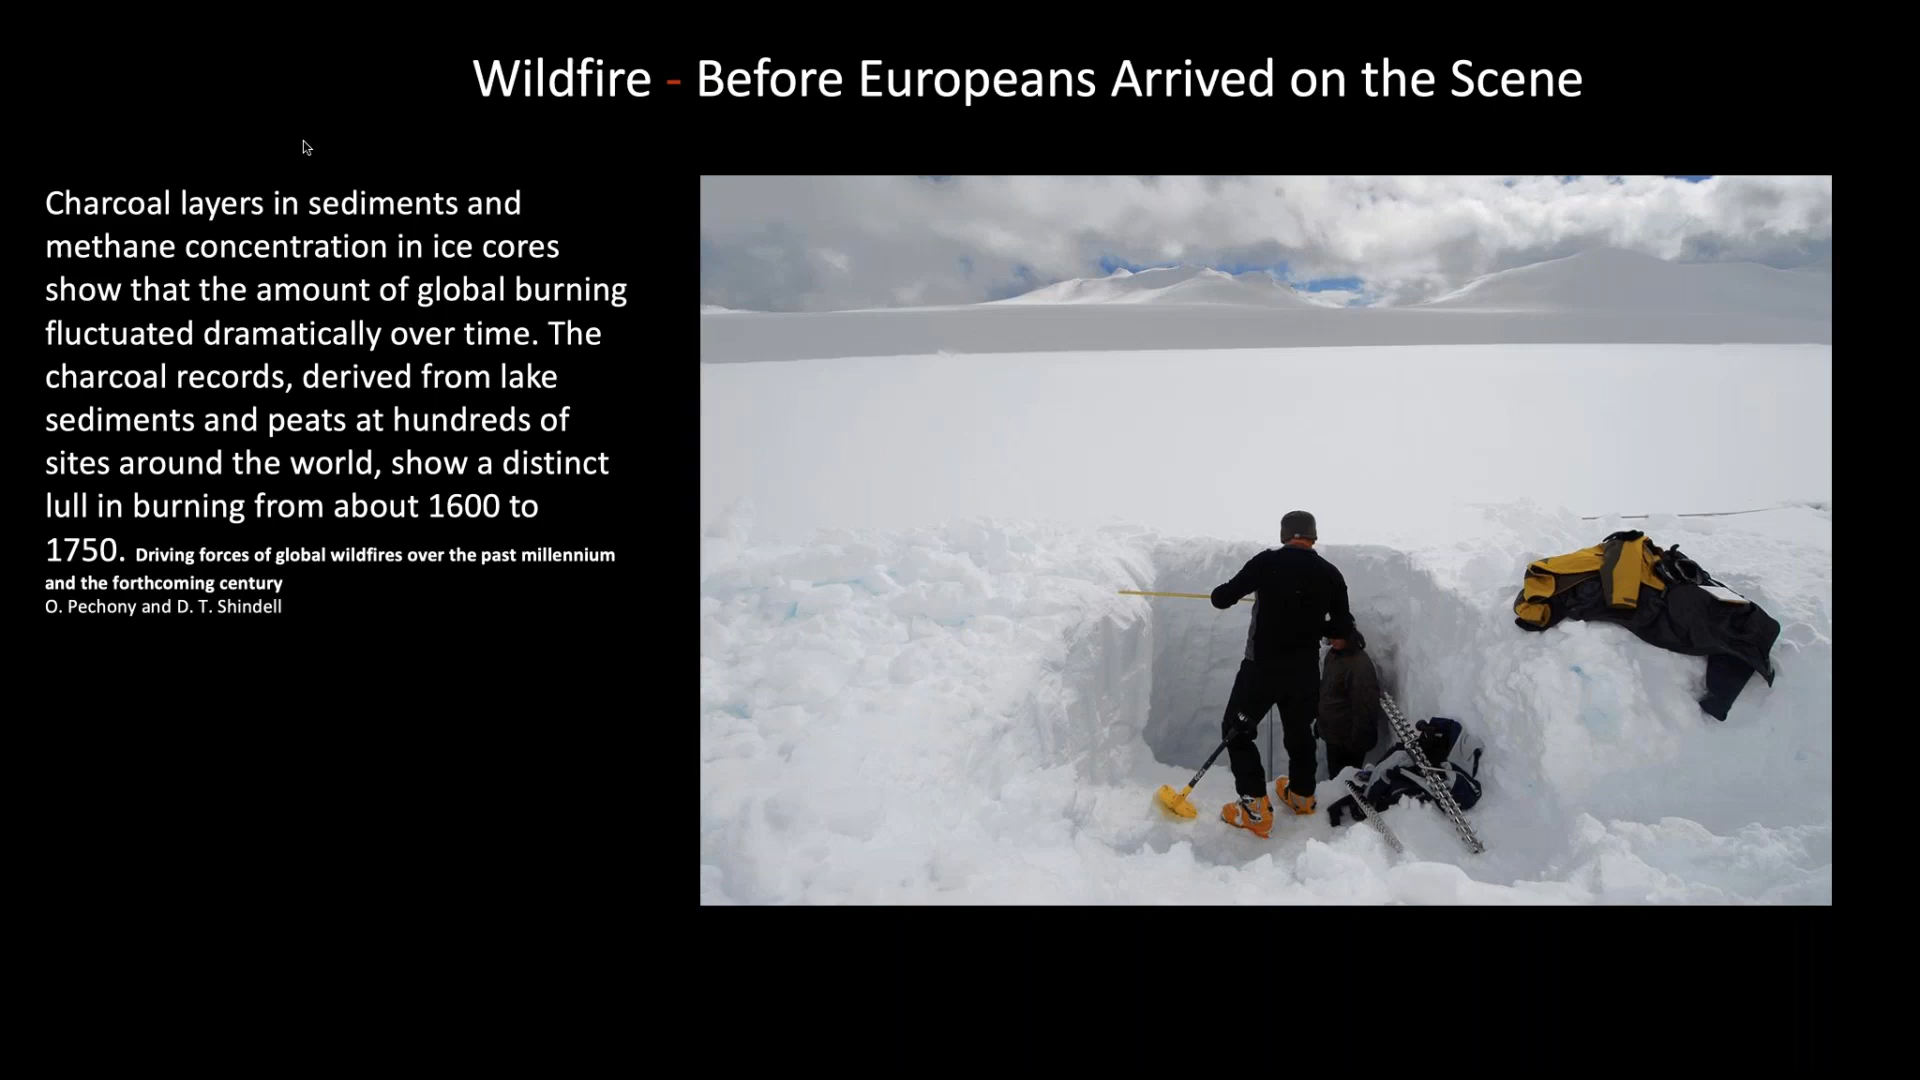 Wildfire - Before Europeans Arrived on the Scene
Charcoal layers in sediments and
methane concentration in ice cores
show that the amount of global burning
fluctuated dramatically over time. The
charcoal records, derived from lake
sediments and peats at hundreds of
sites around the world, show a distinct
lull in burning from about 1600 to
1750. Driving forces of global wildfires over the past millennium
and the forthcoming century
O. Pechony and D. T. Shindell